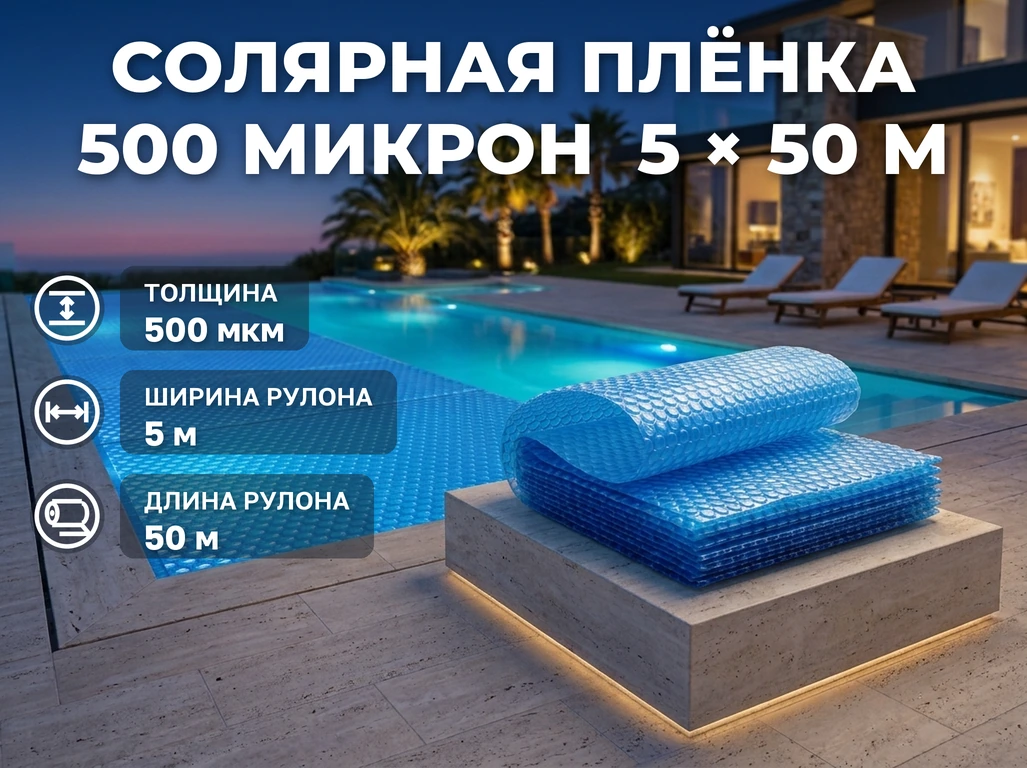 СОЛЯРНАЯ ПЛЁНКА
500 МИКРОН 5 × 50 М
ТОЛЩИНА
500 мкм
ШИРИНА РУЛОНА
5 м
ДЛИНА РУЛОНА
50 м